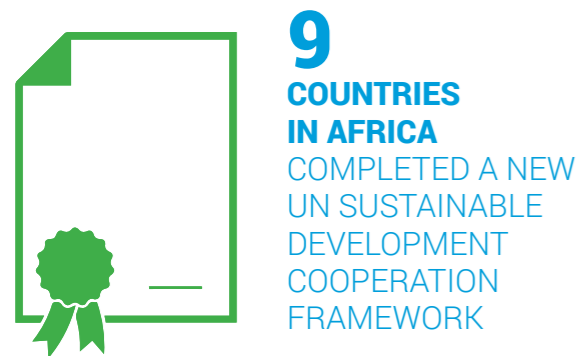 9
COUNTRIES
IN AFRICA
COMPLETED A NEW
UN SUSTAINABLE
DEVELOPMENT
COOPERATION
FRAMEWORK